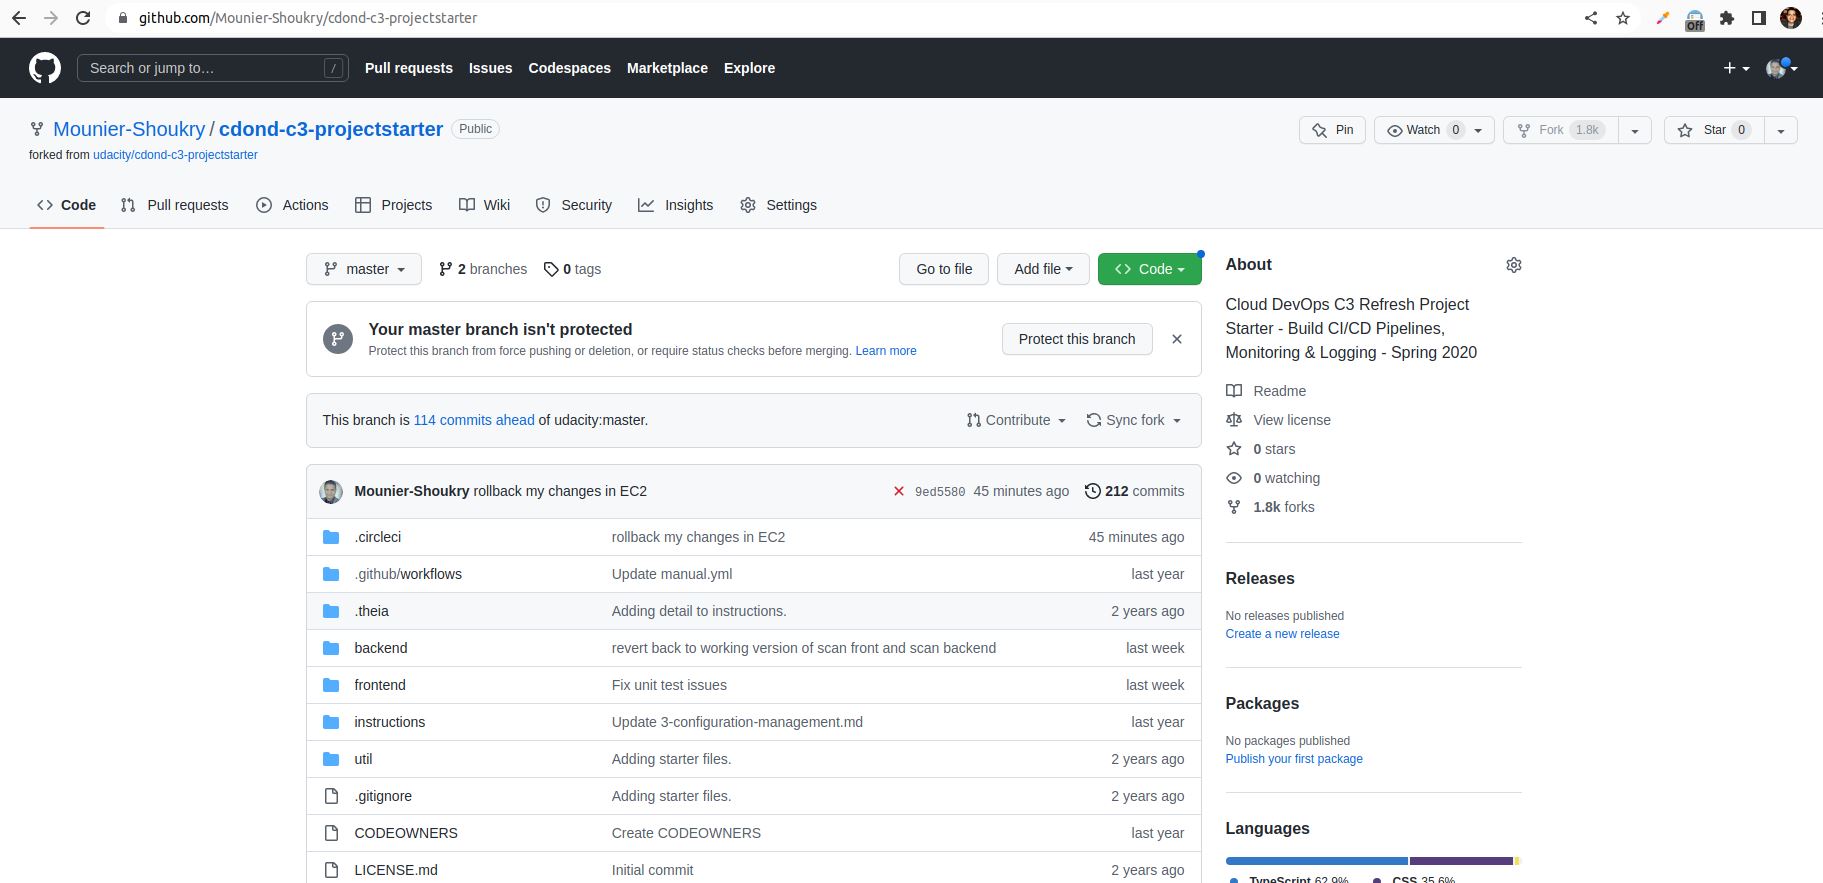 github.com/Mounier-Shoukry/cdond-c3-projectstarter
Off
Search or jump to…
/
Pull requests Issues Codespaces Marketplace Explore
Mounier-Shoukry / cdond-c3-projectstarter Public
forked from udacity/cdond-c3-projectstarter
Pin
Watch 0
Fork 1.8k
Star 0
Code Pull requests Actions Projects Wiki Insights Security Settings
master 2 branches 0 tags
Go to file Add file Code
Your master branch isn't protected
Protect this branch from force pushing or deletion, or require status checks before merging. Learn more
Protect this branch
This branch is 114 commits ahead of udacity:master.
Contribute Sync fork
Mounier-Shoukry rollback my changes in EC2 9ed5580 45 minutes ago 212 commits
.circleci rollback my changes in EC2 45 minutes ago
.github/workflows Update manual.yml last year
.theia Adding detail to instructions. 2 years ago
backend revert back to working version of scan front and scan backend last week
frontend Fix unit test issues last week
instructions Update 3-configuration-management.md last year
util Adding starter files. 2 years ago
.gitignore Adding starter files. 2 years ago
CODEOWNERS Create CODEOWNERS last year
LICENSE.md Initial commit 2 years ago
About
Cloud DevOps C3 Refresh Project
Starter - Build CI/CD Pipelines,
Monitoring & Logging - Spring 2020
Readme
View license
0 stars
0 watching
1.8k forks
Releases
No releases published
Create a new release
Packages
No packages published
Publish your first package
Languages
TypeScript 62.9% CSS 35.6%